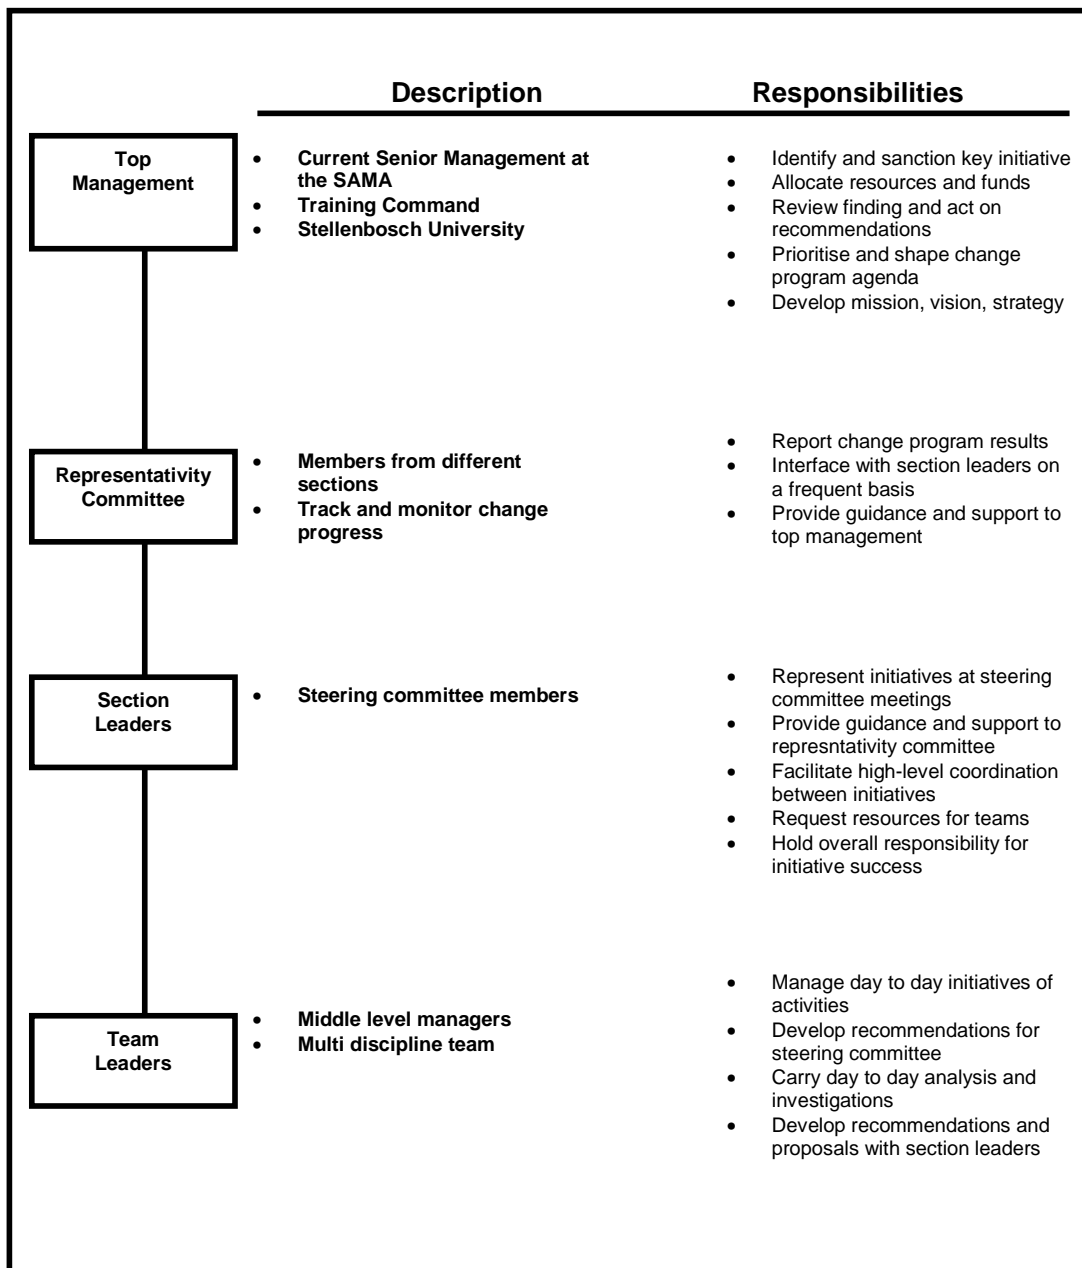 Description Responsibilities
Top
Management
• Current Senior Management at
the SAMA
• Training Command
• Stellenbosch University
• Identify and sanction key initiative
• Allocate resources and funds
• Review finding and act on
recommendations
• Prioritise and shape change
program agenda
• Develop mission, vision, strategy
Representativity
Committee
• Members from different
sections
• Track and monitor change
progress
• Report change program results
• Interface with section leaders on
a frequent basis
• Provide guidance and support to
top management
Section
Leaders
• Steering committee members
• Represent initiatives at steering
committee meetings
• Provide guidance and support to
represntativity committee
• Facilitate high-level coordination
between initiatives
• Request resources for teams
• Hold overall responsibility for
initiative success
Team
Leaders
• Middle level managers
• Multi discipline team
• Manage day to day initiatives of
activities
• Develop recommendations for
steering committee
• Carry day to day analysis and
investigations
• Develop recommendations and
proposals with section leaders